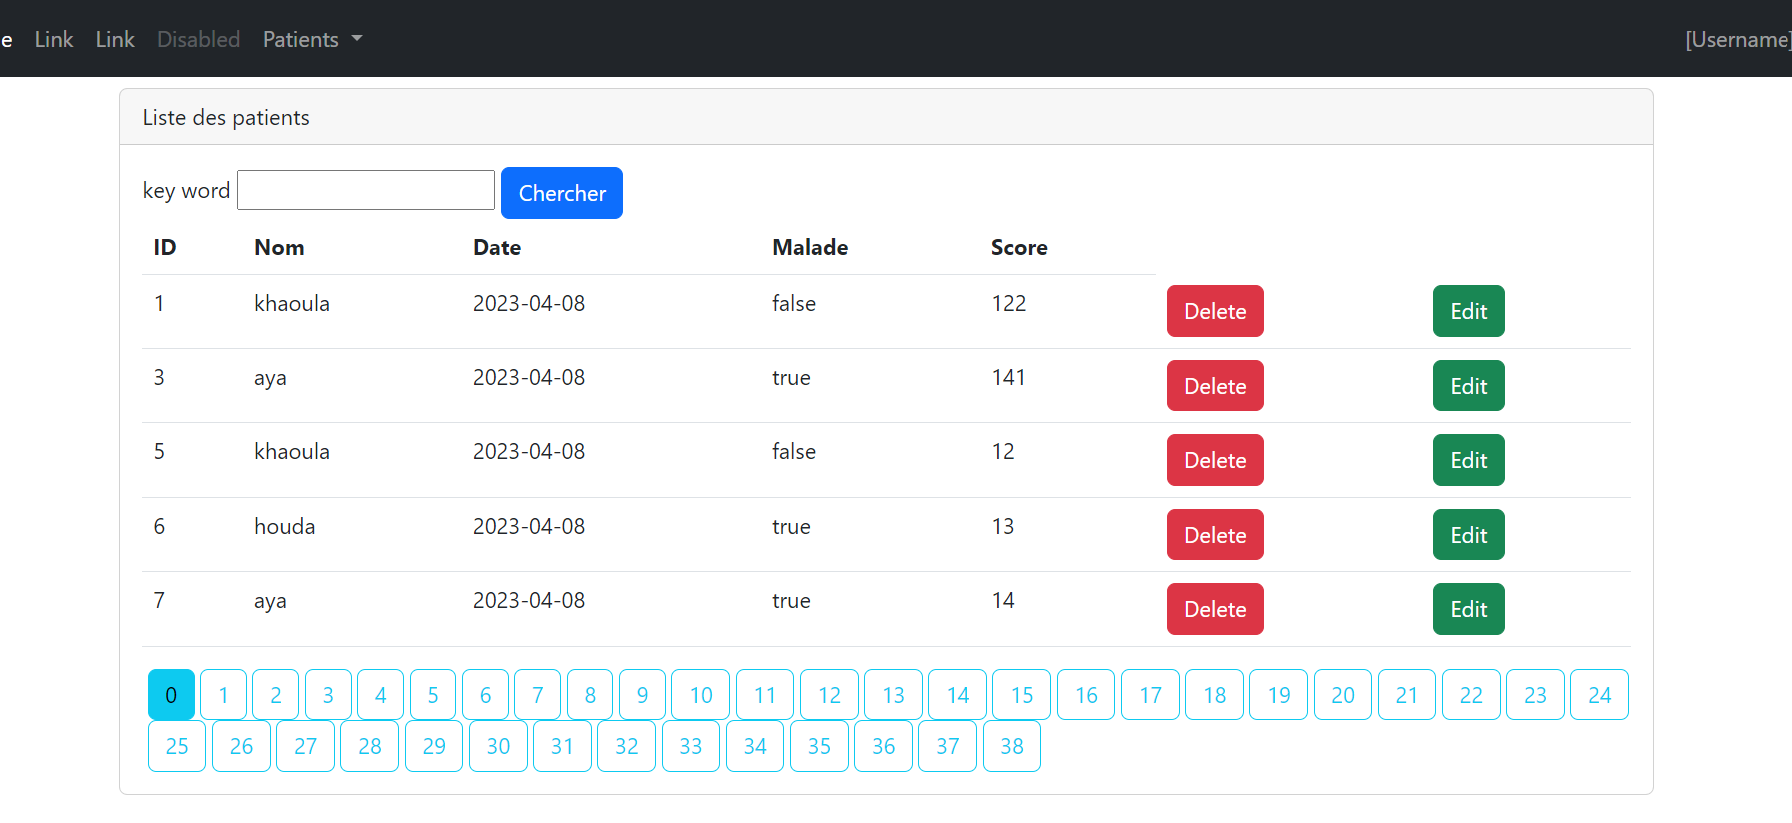 e Link Link Disabled Patients [Username]
Liste des patients
key word Chercher
ID Nom Date Malade Score
1 khaoula 2023-04-08 false 122 Delete Edit
3 aya 2023-04-08 true 141 Delete Edit
5 khaoula 2023-04-08 false 12 Delete Edit
6 houda 2023-04-08 true 13 Delete Edit
7 aya 2023-04-08 true 14 Delete Edit
0 1 2 3 4 5 6 7 8 9 10 11 12 13 14 15 16 17 18 19 20 21 22 23 24
25 26 27 28 29 30 31 32 33 34 35 36 37 38